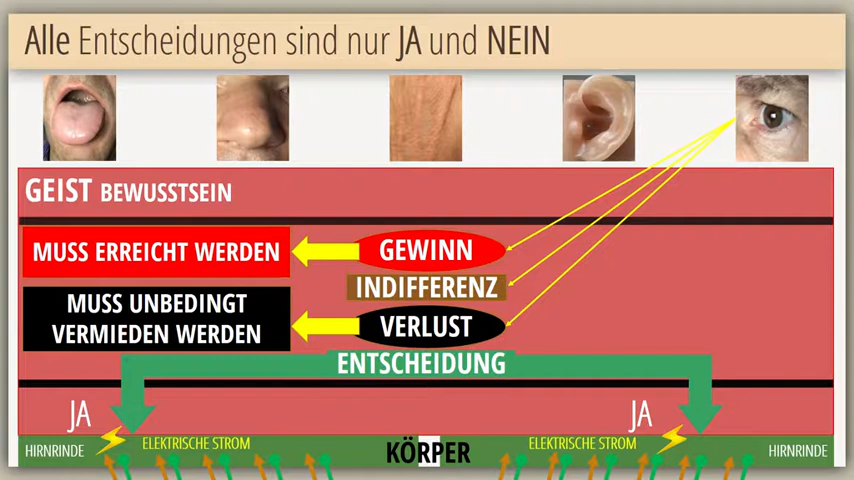 Alle Entscheidungen sind nur JA und NEIN
GEIST BEWUSSTSEIN
MUSS ERREICHT WERDEN
GEWINN
INDIFFERENZ
MUSS UNBEDINGT
VERMIEDEN WERDEN
VERLUST
ENTSCHEIDUNG
JA
JA
HIRNRINDE
ELEKTRISCHE STROM
KÖRPER
ELEKTRISCHE STROM
HIRNRINDE